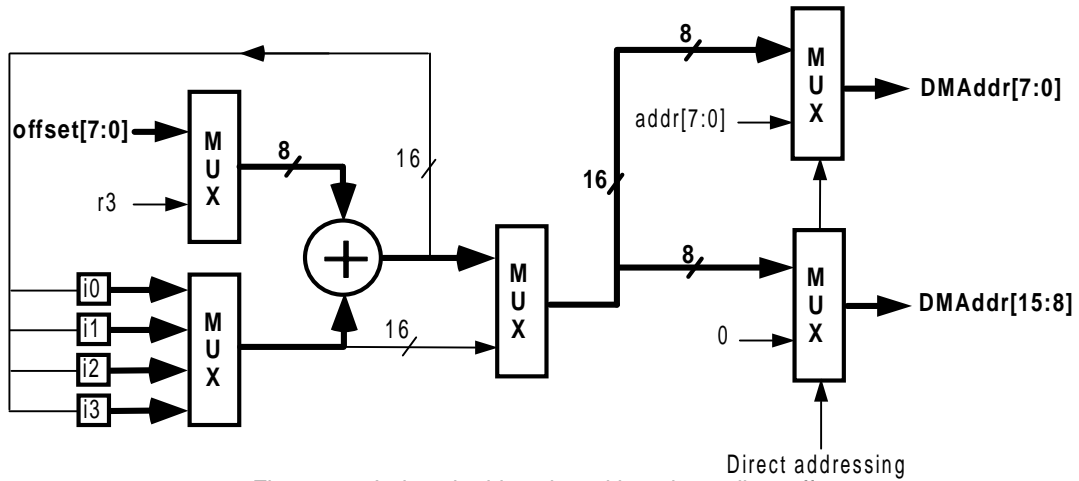 8
M
U
X
DMAddr[7:0]
addr[7:0]
offset[7:0]
M
U
X
8
16
r3
16
+
M
U
X
8
M
U
X
DMAddr[15:8]
i0
i1
i2
i3
M
U
X
16
0
Direct addressing